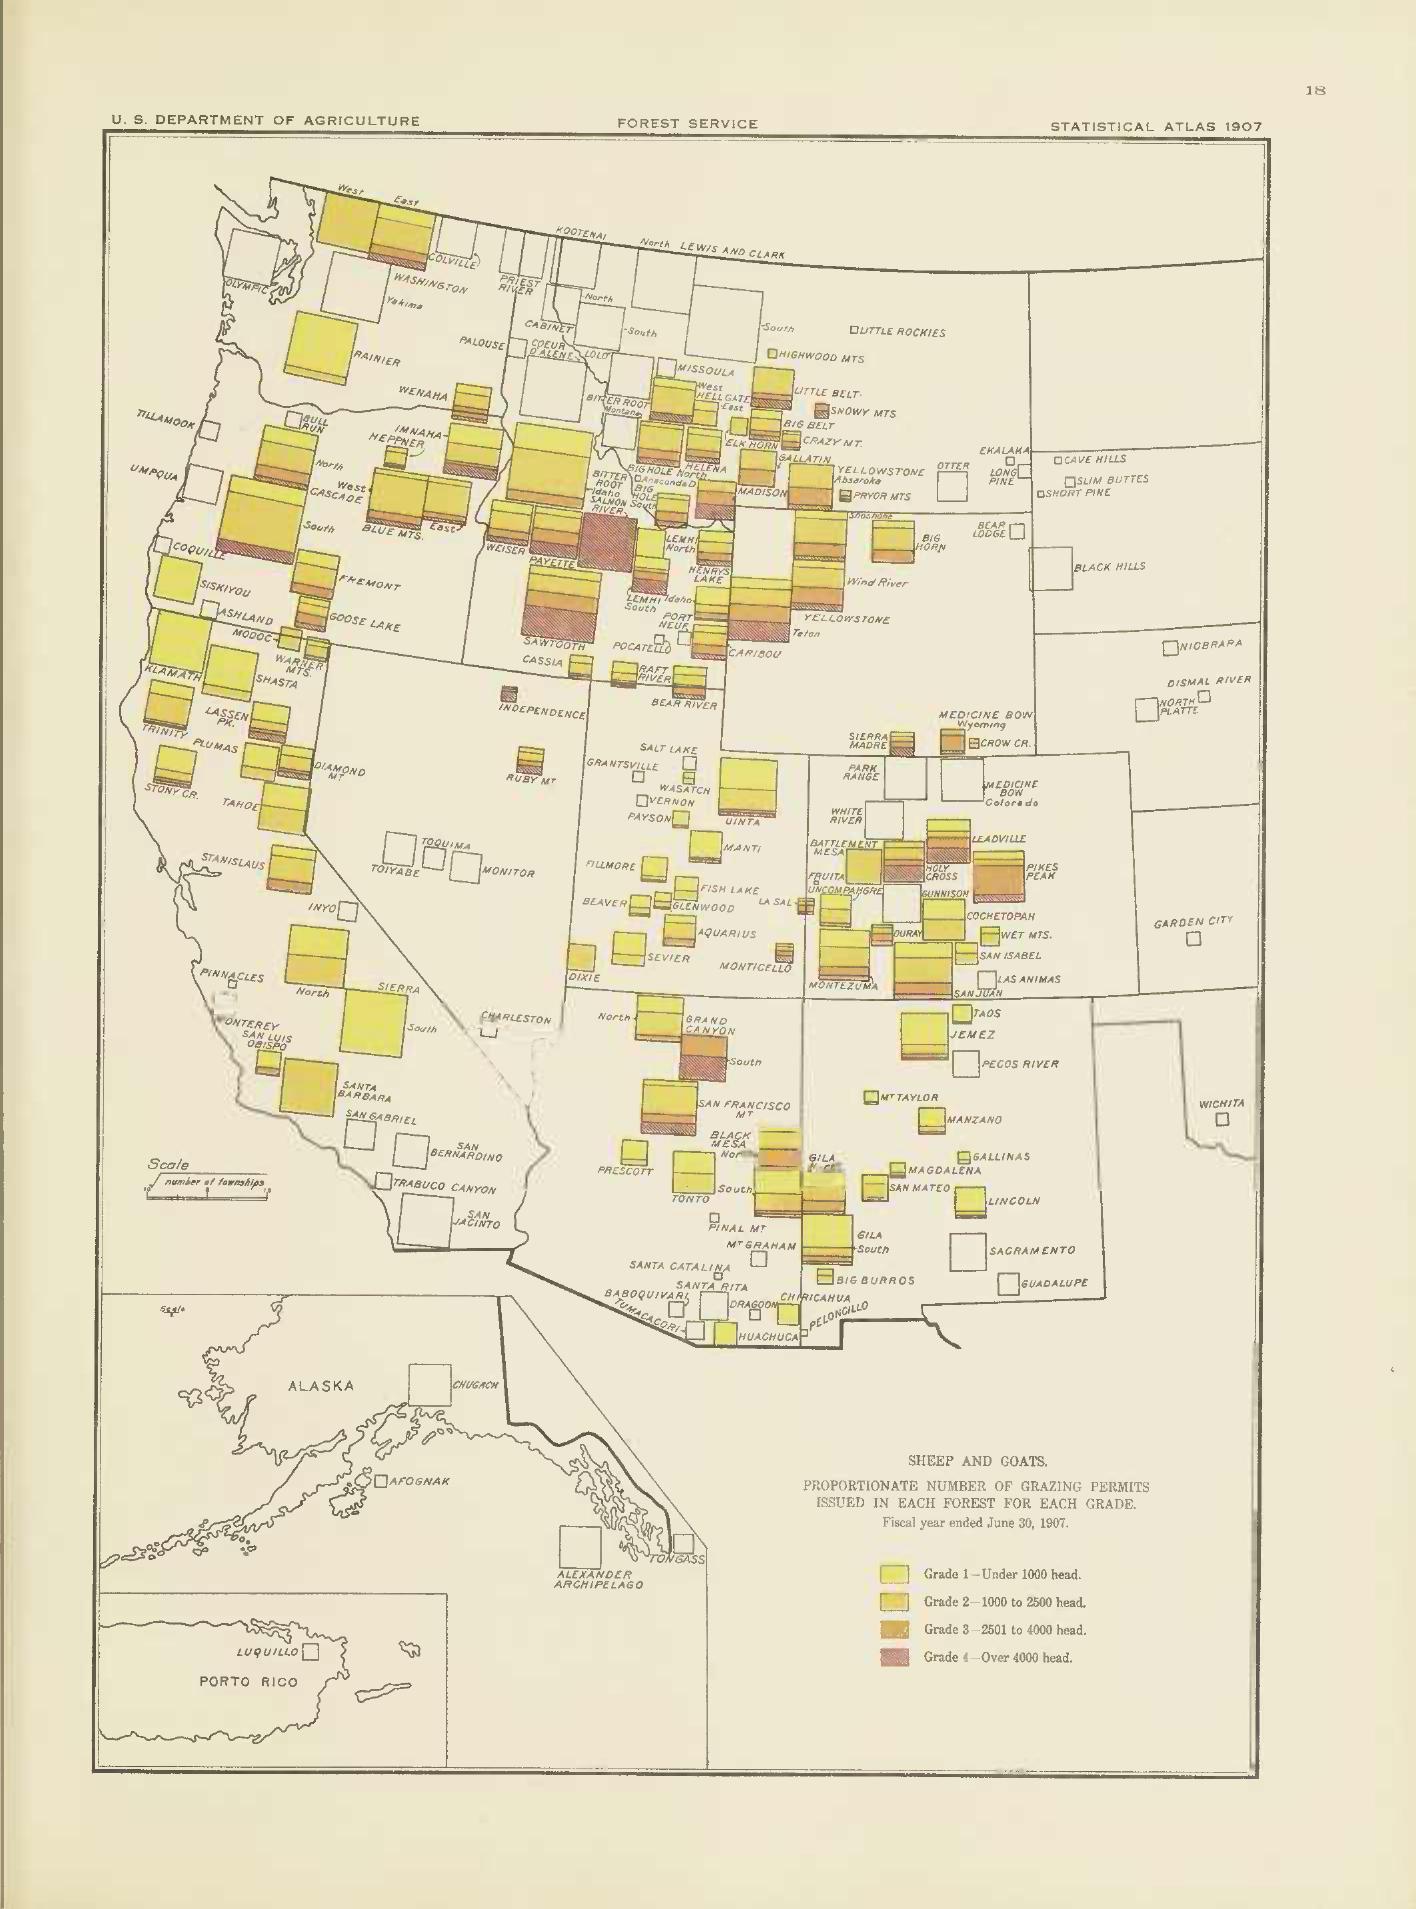 18
U. S. DEPARTMENT OF AGRICULTURE
FOREST SERVICE
STATISTICAL ATLAS 1907
West
East
KOOTENAI
North LEWIS AND CLARK
OLYMPIC
COLVILLE
WASHINGTON
PRIEST
RIVER
Yakima
North
CABINET
South
South
LITTLE ROCKIES
PALOUSE
COEUR
D'ALENE
LOLO
RAINIER
HIGHWOOD MTS
MISSOULA
WENAHA
BITTER ROOT
Montana
West
HELL GATE
East
LITTLE BELT
SNOWY MTS
TILLAMOOK
BULL
RUN
IMNAHA
HEPPNER
BIG BELT
ELK HORN
CRAZY MT.
UMPQUA
North
CASCADE
West
BIG HOLE North
HELENA
Anaconda
GALLATIN
MADISON
YELLOWSTONE
Absaroka
PRYOR MTS
OTTER
EKALAKA
LONG
PINE
CAVE HILLS
SLIM BUTTES
SHORT PINE
BITTER
ROOT
Idaho
SALMON
RIVER
BIG
HOLE
South
South
BLUE MTS.
East
Shoshone
BIG
HORN
BEAR
LODGE
COQUILLE
WEISER
PAYETTE
LEMHI
North
HENRYS
LAKE
BLACK HILLS
SISKIYOU
FREMONT
Wind River
ASHLAND
GOOSE LAKE
LEMHI
South
Idaho
PORT
NEUF
YELLOWSTONE
Teton
MODOC
WARNER
MTS.
SAWTOOTH
POCATELLO
CARIBOU
NIOBRARA
KLAMATH
SHASTA
CASSIA
RAFT
RIVER
BEAR RIVER
DISMAL RIVER
NORTH
PLATTE
TRINITY
LASSEN
PK.
INDEPENDENCE
MEDICINE BOW
Wyoming
SIERRA
MADRE
CROW CR.
PLUMAS
DIAMOND
MT
STONY CR.
TAHOE
RUBY MT
SALT LAKE
GRANTSVILLE
WASATCH
VERNON
PAYSON
UINTA
PARK
RANGE
MEDICINE
BOW
Colorado
WHITE
RIVER
TOIYABE
TOQUIMA
MONITOR
MANTI
BATTLEMENT
MESA
LEADVILLE
STANISLAUS
FILLMORE
FRUITA
HOLY
CROSS
PIKES
PEAK
FISH LAKE
UNCOMPAHGRE
GUNNISON
BEAVER
GLENWOOD
LA SAL
COCHETOPAH
INYO
AQUARIUS
OURAY
WET MTS.
GARDEN CITY
SEVIER
SAN ISABEL
DIXIE
MONTICELLO
MONTEZUMA
LAS ANIMAS
SAN JUAN
PINNACLES
North
SIERRA
South
CHARLESTON
North
GRAND
CANYON
South
TAOS
JEMEZ
PECOS RIVER
ONTEREY
SAN LUIS
OBISPO
SANTA
BARBARA
SAN FRANCISCO
MT
MT TAYLOR
MANZANO
WICHITA
SAN GABRIEL
SAN
BERNARDINO
BLACK
MESA
Nor
GILA
GALLINAS
MAGDALENA
PRESCOTT
TONTO
South
SAN MATEO
LINCOLN
Scale
number of townships
10
10
TRABUCO CANYON
SAN
JACINTO
PINAL MT
MT GRAHAM
GILA
South
SACRAMENTO
SANTA CATALINA
SANTA RITA
BIG BURROS
GUADALUPE
BABOQUIVARI
TUMACACORI
DRAGOON
CHIRICAHUA
HUACHUCA
PELONCILLO
Scale
ALASKA
CHUGACH
AFOGNAK
ALEXANDER
ARCHIPELAGO
TONGASS
LUQUILLO
PORTO RICO
SHEEP AND GOATS.
PROPORTIONATE NUMBER OF GRAZING PERMITS
ISSUED IN EACH FOREST FOR EACH GRADE.
Fiscal year ended June 30, 1907.
Grade 1—Under 1000 head.
Grade 2—1000 to 2500 head.
Grade 3—2501 to 4000 head.
Grade 4—Over 4000 head.